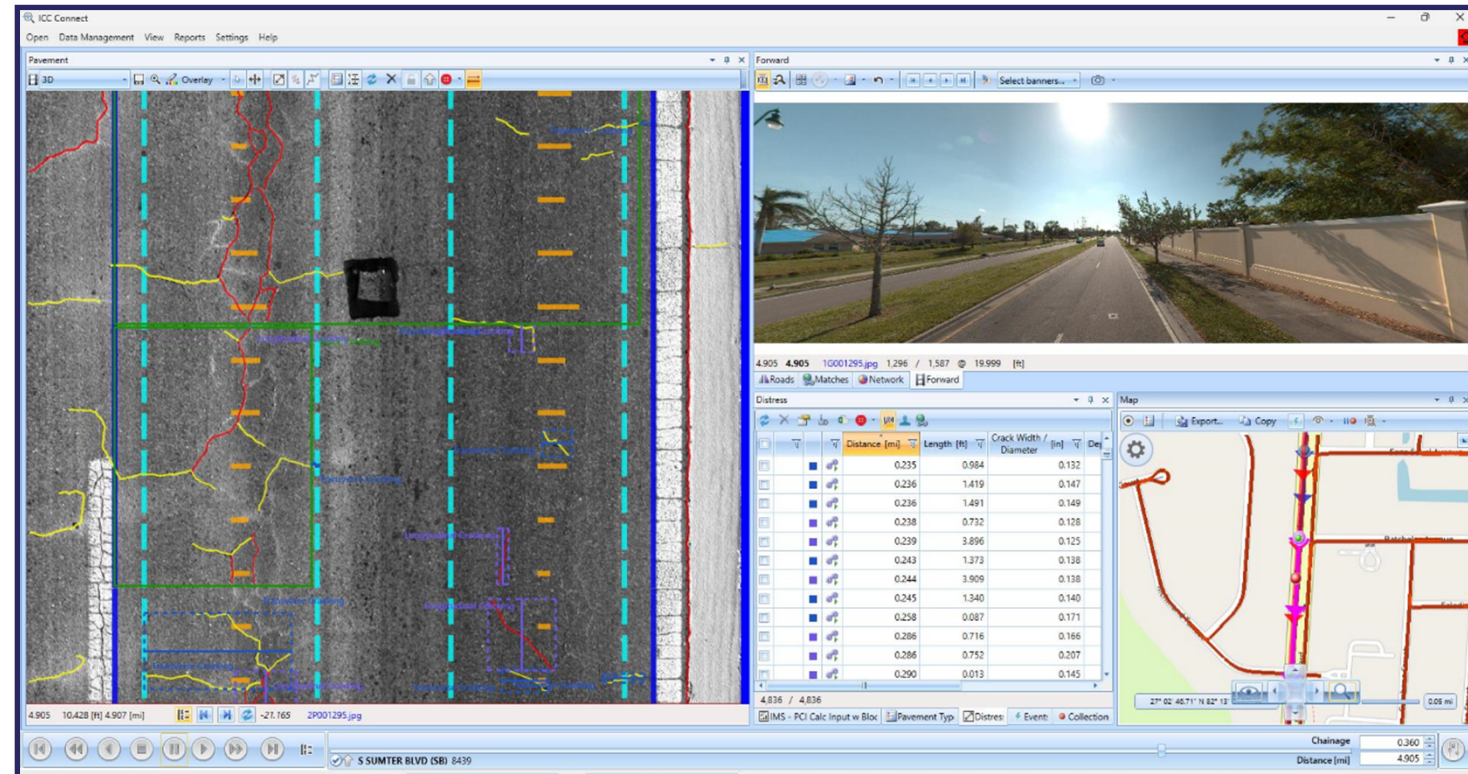 ICC Connect
Open Data Management View Reports Settings Help
Pavement
3D
Overlay
4.905 10.428 [ft] 4.907 [mi] -21.165 2P001295.jpg
Forward
Select banners...
4.905 4.905 1G001295.jpg 1,296 / 1,587 @ 19.999 [ft]
Roads Matches Network Forward
Distress
Distance [mi] Length [ft] Crack Width / Diameter [in]
0.235 0.984 0.132
0.236 1.419 0.147
0.236 1.491 0.149
0.238 0.732 0.128
0.239 3.896 0.125
0.243 1.373 0.138
0.244 3.909 0.138
0.245 1.340 0.140
0.258 0.087 0.171
0.286 0.716 0.166
0.286 0.752 0.207
0.290 0.013 0.145
4,836 / 4,836
IMS - PCI Calc Input w Bloc Pavement Typ Distres Event Collection
Map
Export... Copy
0.05 mi
S SUMTER BLVD (SB) 8439
Chainage 0.360
Distance [mi] 4.905